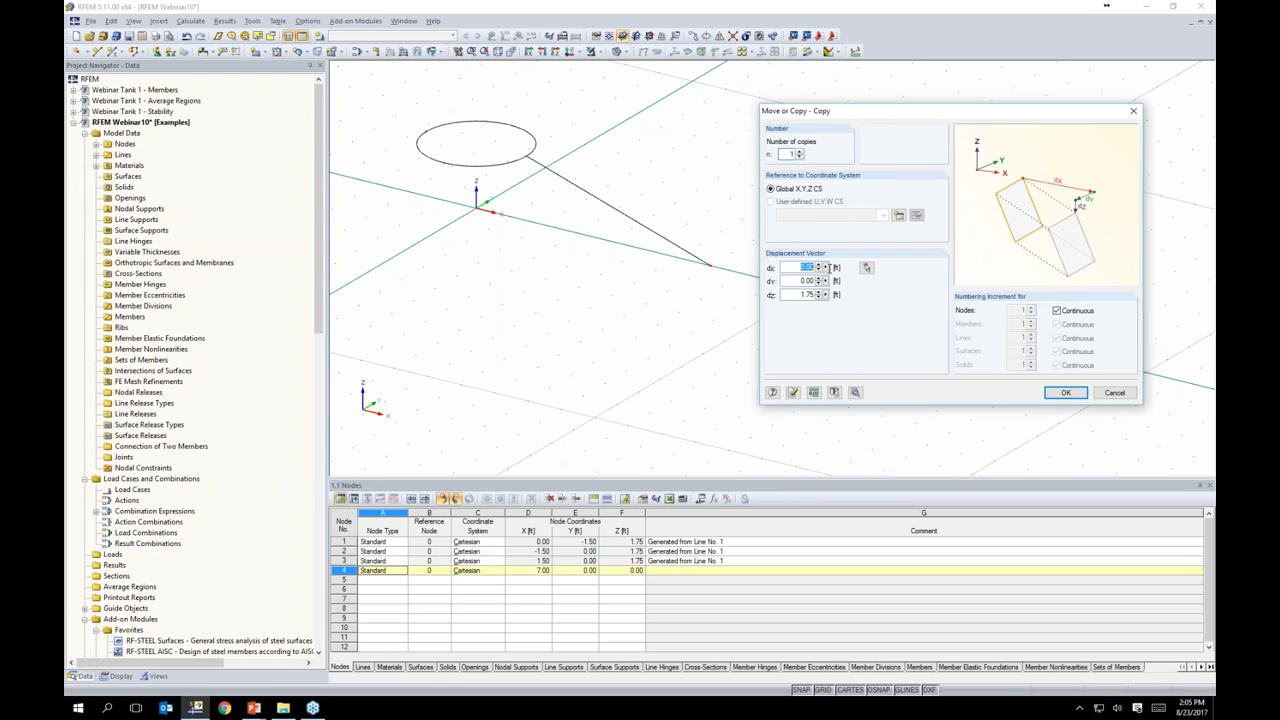 RFEM 5.11.00 x64 - [RFEM Webinar10*]
File Edit View Insert Calculate Results Tools Table Options Add-on Modules Window Help
Project Navigator - Data
RFEM
Webinar Tank 1 - Members
Webinar Tank 1 - Average Regions
Webinar Tank 1 - Stability
RFEM Webinar10* [Examples]
Model Data
Nodes
Lines
Materials
Surfaces
Solids
Openings
Nodal Supports
Line Supports
Surface Supports
Line Hinges
Variable Thicknesses
Orthotropic Surfaces and Membranes
Cross-Sections
Member Hinges
Member Eccentricities
Member Divisions
Members
Ribs
Member Elastic Foundations
Member Nonlinearities
Sets of Members
Intersections of Surfaces
FE Mesh Refinements
Nodal Releases
Line Release Types
Line Releases
Surface Release Types
Surface Releases
Connection of Two Members
Joints
Nodal Constraints
Load Cases and Combinations
Load Cases
Actions
Combination Expressions
Action Combinations
Load Combinations
Result Combinations
Loads
Results
Sections
Average Regions
Printout Reports
Guide Objects
Add-on Modules
Favorites
RF-STEEL Surfaces - General stress analysis of steel surfaces
RF-STEEL AISC - Design of steel members according to AISC
Data Display Views
Z
X
Z
Y
X
Move or Copy - Copy
Number
Number of copies
n: 1
Reference to Coordinate System
Global X,Y,Z CS
User-defined U,V,W CS
Displacement Vector
dX: 0.00 [ft]
dY: 0.00 [ft]
dZ: 1.75 [ft]
Z
Y
X
dX
dY
dZ
Numbering Increment for
Nodes: 1 Continuous
Members: 1 Continuous
Lines 1 Continuous
Surfaces 1 Continuous
Solids: 1 Continuous
OK Cancel
1.1 Nodes
A B C D E F G
Node Reference Coordinate Node Coordinates
No. Node Type Node System X [ft] Y [ft] Z [ft] Comment
1 Standard 0 Cartesian 0.00 -1.50 1.75 Generated from Line No. 1
2 Standard 0 Cartesian -1.50 0.00 1.75 Generated from Line No. 1
3 Standard 0 Cartesian 1.50 0.00 1.75 Generated from Line No. 1
4 Standard 0 Cartesian 7.00 0.00 0.00
5
6
7
8
9
10
11
12
Nodes Lines Materials Surfaces Solids Openings Nodal Supports Line Supports Surface Supports Line Hinges Cross-Sections Member Hinges Member Eccentricities Member Divisions Members Member Elastic Foundations Member Nonlinearities Sets of Members
SNAP GRID CARTES OSNAP GLINES DXF
2:05 PM
8/23/2017